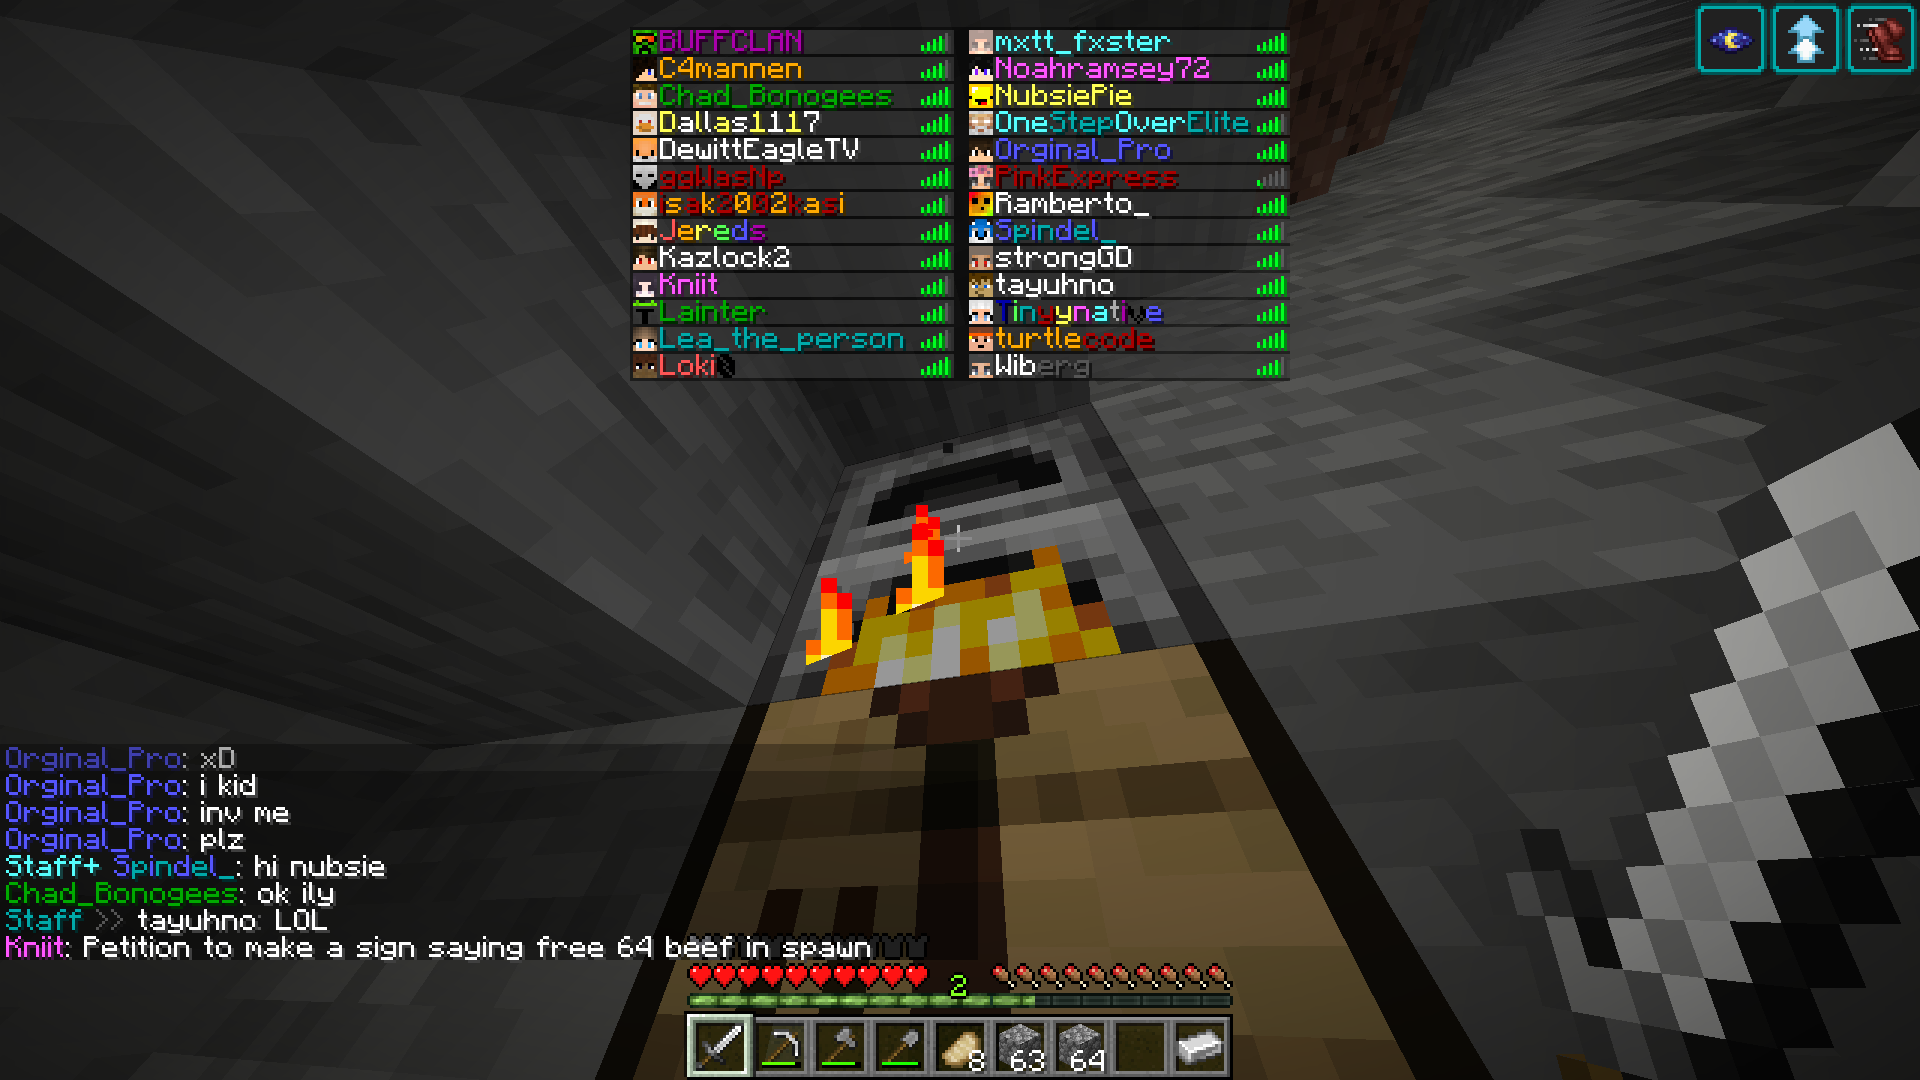 BUFFCLAN
C4mannen
Chad_Bonogees
Dallas1117
DewittEagleTV
ggWasNp
isak2002kasi
Jereds
Kazlock2
Kniit
Lainter
Lea_the_person
Loki
mxtt_fxster
Noahramsey72
NubsiePie
OneStepOverElite
Orginal_Pro
PinkExpress
Ramberto_
Spindel_
strongGD
tayuhno
Tinyynative
turtlecode
Wiberg
Orginal_Pro: xD
Orginal_Pro: i kid
Orginal_Pro: inv me
Orginal_Pro: plz
Staff+ Spindel_: hi nubsie
Chad_Bonogees: ok ily
Staff >> tayuhno: LOL
Kniit: Petition to make a sign saying free 64 beef in spawn
2
8 63 64